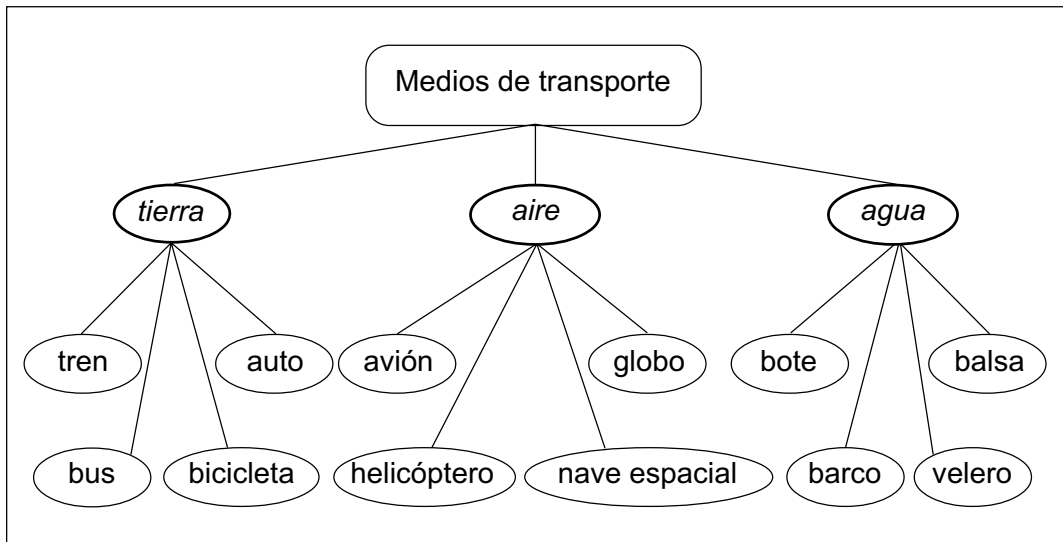 Medios de transporte
tierra
aire
agua
tren
auto
avión
globo
bote
balsa
bus
bicicleta
helicóptero
nave espacial
barco
velero